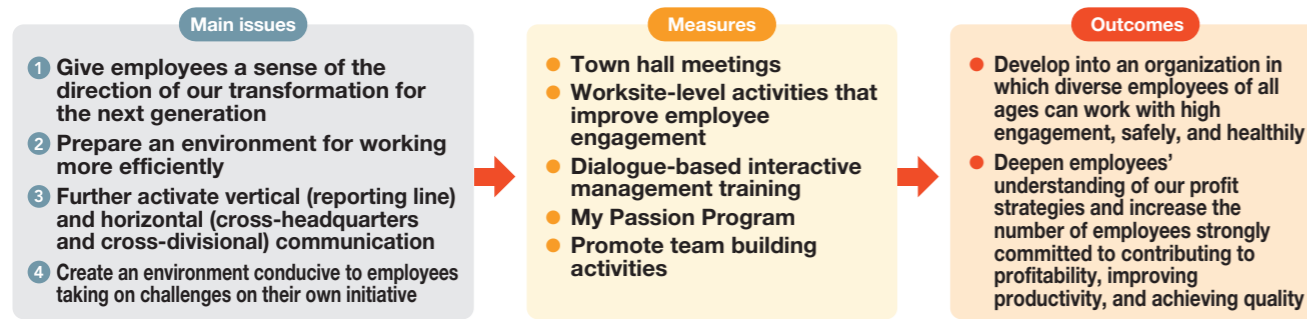 Main issues
1 Give employees a sense of the
direction of our transformation for
the next generation
2 Prepare an environment for working
more efficiently
3 Further activate vertical (reporting line)
and horizontal (cross-headquarters
and cross-divisional) communication
4 Create an environment conducive to employees
taking on challenges on their own initiative
Measures
● Town hall meetings
● Worksite-level activities that
improve employee
engagement
● Dialogue-based interactive
management training
● My Passion Program
● Promote team building
activities
Outcomes
● Develop into an organization in
which diverse employees of all
ages can work with high
engagement, safely, and healthily
● Deepen employees’
understanding of our profit
strategies and increase the
number of employees strongly
committed to contributing to
profitability, improving
productivity, and achieving quality